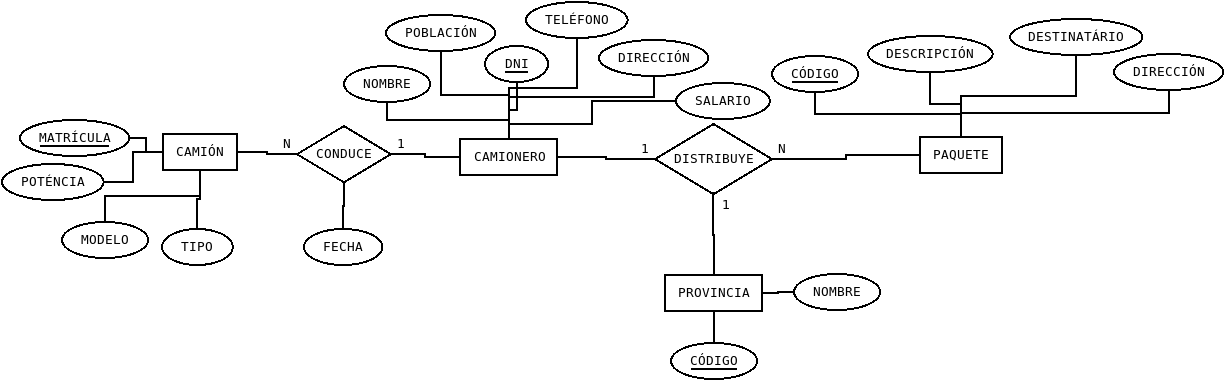 TELÉFONO
POBLACIÓN
DESTINATÁRIO
DESCRIPCIÓN
DIRECCIÓN
DNI
CÓDIGO
DIRECCIÓN
NOMBRE
SALARIO
MATRÍCULA
N
1
1
N
CAMIÓN
CONDUCE
CAMIONERO
DISTRIBUYE
PAQUETE
POTÉNCIA
1
MODELO
TIPO
FECHA
PROVINCIA
NOMBRE
CÓDIGO